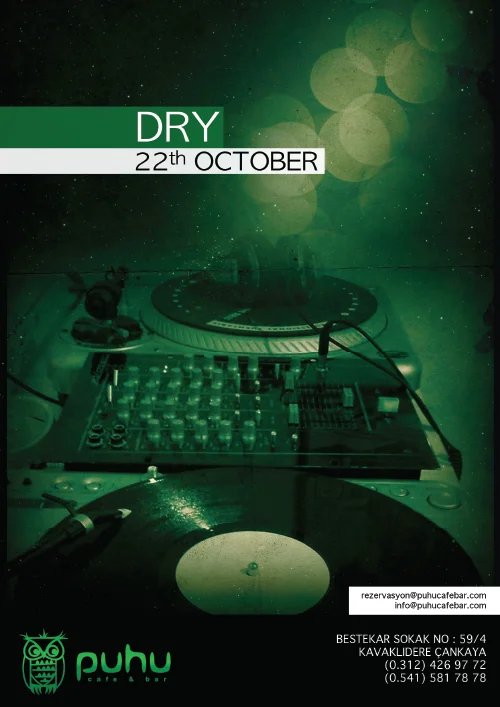 DRY
22th OCTOBER
rezervasyon@puhucafebar.com
info@puhucafebar.com
BESTEKAR SOKAK NO : 59/4
KAVAKLIDERE ÇANKAYA
(0.312) 426 97 72
(0.541) 581 78 78
puhu
cafe & bar